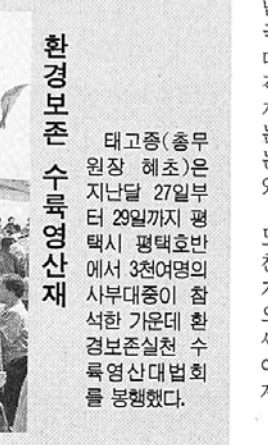 환경보존 수륙영산재
태고종(총무
원장 혜초)은
지난달 27일부
터 29일까지 평
택시 평택호반
에서 3천여명의
사부대중이 참
석한 가운데 환
경보존실천 수
륙영산대법회
를 봉행했다.